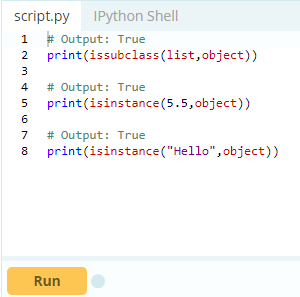 script.py IPython Shell
1 # Output: True
2 print(issubclass(list,object))
3
4 # Output: True
5 print(isinstance(5.5,object))
6
7 # Output: True
8 print(isinstance("Hello",object))
Run